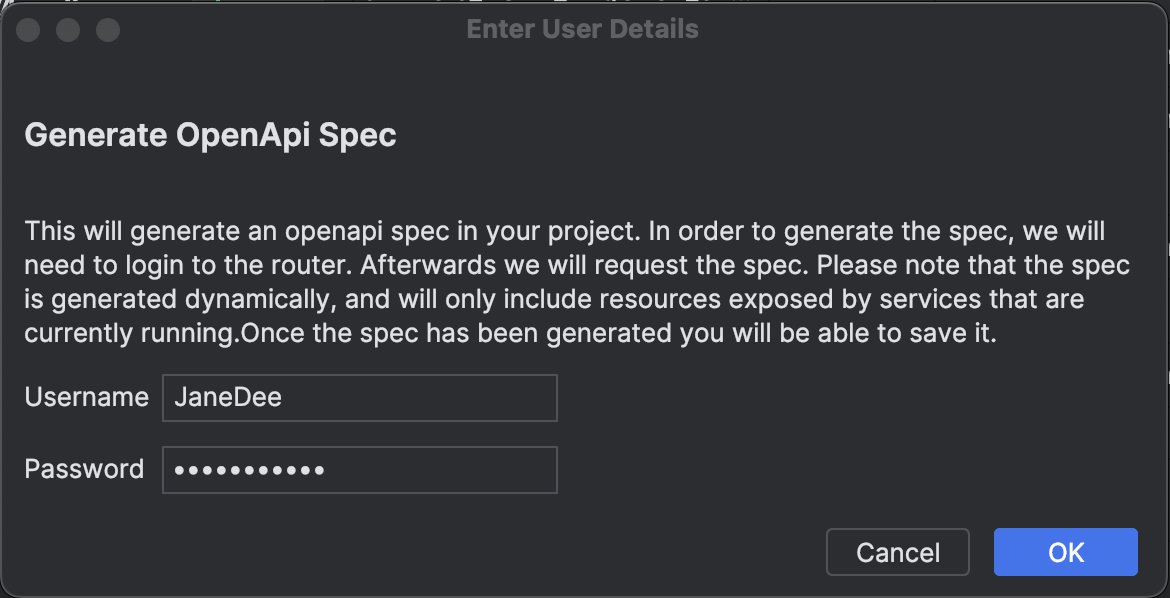 Enter User Details
Generate OpenApi Spec
This will generate an openapi spec in your project. In order to generate the spec, we will
need to login to the router. Afterwards we will request the spec. Please note that the spec
is generated dynamically, and will only include resources exposed by services that are
currently running.Once the spec has been generated you will be able to save it.
Username JaneDee
Password •••••••••••
Cancel OK